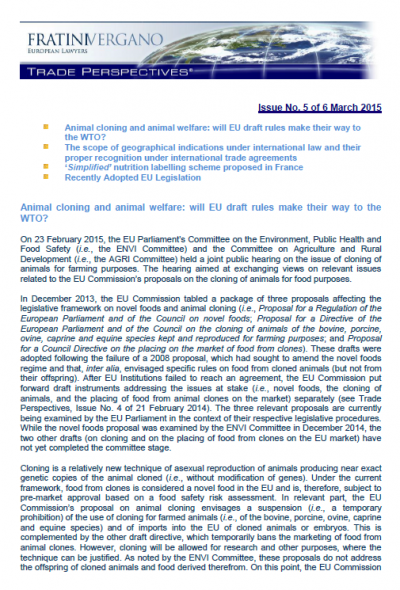 FRATINIVERGANO
EUROPEAN LAWYERS
TRADE PERSPECTIVES®
Issue No. 5 of 6 March 2015
Animal cloning and animal welfare: will EU draft rules make their way to
the WTO?
The scope of geographical indications under international law and their
proper recognition under international trade agreements
‘Simplified’ nutrition labelling scheme proposed in France
Recently Adopted EU Legislation
Animal cloning and animal welfare: will EU draft rules make their way to the
WTO?
On 23 February 2015, the EU Parliament's Committee on the Environment, Public Health and
Food Safety (i.e., the ENVI Committee) and the Committee on Agriculture and Rural
Development (i.e., the AGRI Committee) held a joint public hearing on the issue of cloning of
animals for farming purposes. The hearing aimed at exchanging views on relevant issues
related to the EU Commission's proposals on the cloning of animals for food purposes.
In December 2013, the EU Commission tabled a package of three proposals affecting the
legislative framework on novel foods and animal cloning (i.e., Proposal for a Regulation of the
European Parliament and of the Council on novel foods; Proposal for a Directive of the
European Parliament and of the Council on the cloning of animals of the bovine, porcine,
ovine, caprine and equine species kept and reproduced for farming purposes; and Proposal
for a Council Directive on the placing on the market of food from clones). These drafts were
adopted following the failure of a 2008 proposal, which had sought to amend the novel foods
regime and that, inter alia, envisaged specific rules on food from cloned animals (but not from
their offspring). After EU Institutions failed to reach an agreement, the EU Commission put
forward draft instruments addressing the issues at stake (i.e., novel foods, the cloning of
animals, and the placing of food from animal clones on the market) separately (see Trade
Perspectives, Issue No. 4 of 21 February 2014). The three relevant proposals are currently
being examined by the EU Parliament in the context of their respective legislative procedures.
While the novel foods proposal was examined by the ENVI Committee in December 2014, the
two other drafts (on cloning and on the placing on food from clones on the EU market) have
not yet completed the committee stage.
Cloning is a relatively new technique of asexual reproduction of animals producing near exact
genetic copies of the animal cloned (i.e., without modification of genes). Under the current
framework, food from clones is considered a novel food in the EU and is, therefore, subject to
pre-market approval based on a food safety risk assessment. In relevant part, the EU
Commission's proposal on animal cloning envisages a suspension (i.e., a temporary
prohibition) of the use of cloning for farmed animals (i.e., of the bovine, porcine, ovine, caprine
and equine species) and of imports into the EU of cloned animals or embryos. This is
complemented by the other draft directive, which temporarily bans the marketing of food from
animal clones. However, cloning will be allowed for research and other purposes, where the
technique can be justified. As noted by the ENVI Committee, these proposals do not address
the offspring of cloned animals and food derived therefrom. On this point, the EU Commission